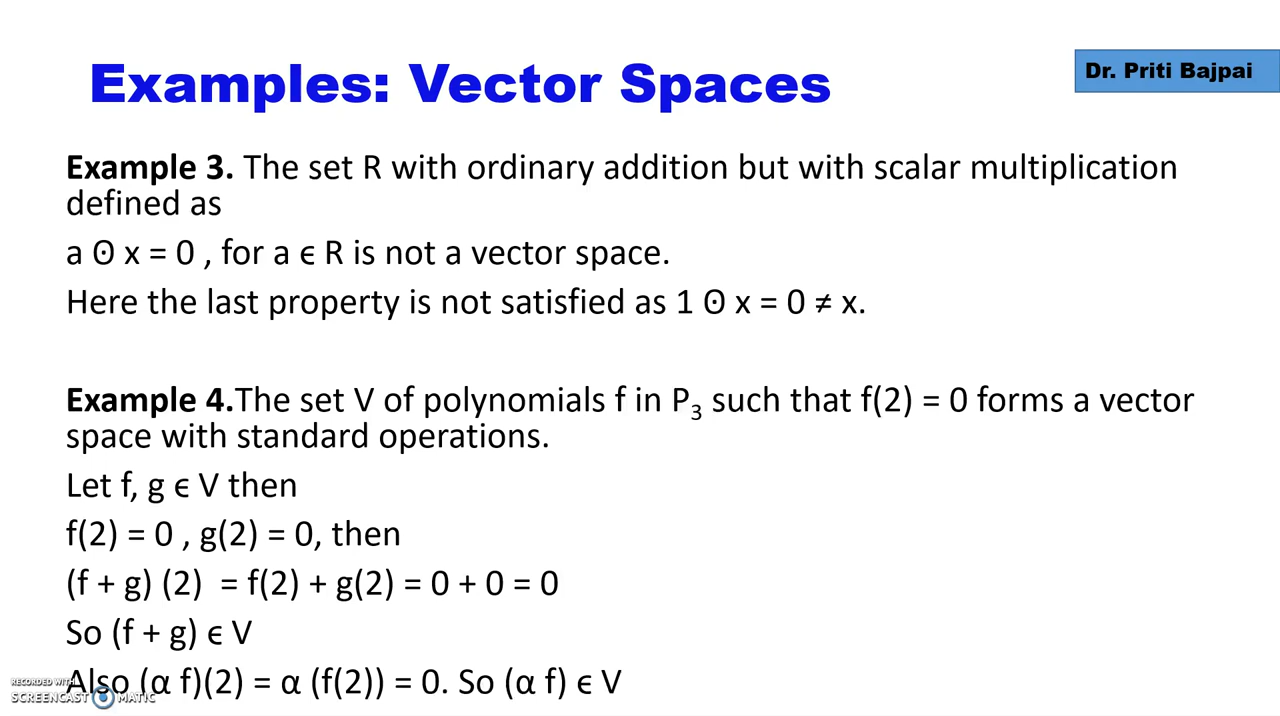 Examples: Vector Spaces
Dr. Priti Bajpai
Example 3. The set R with ordinary addition but with scalar multiplication
defined as
a ʘ x = 0 , for a ϵ R is not a vector space.
Here the last property is not satisfied as 1 ʘ x = 0 ≠ x.
Example 4.The set V of polynomials f in P₃ such that f(2) = 0 forms a vector
space with standard operations.
Let f, g ϵ V then
f(2) = 0 , g(2) = 0, then
(f + g) (2) = f(2) + g(2) = 0 + 0 = 0
So (f + g) ϵ V
Also (α f)(2) = α (f(2)) = 0. So (α f) ϵ V
RECORDED WITH
SCREENCAST MATIC